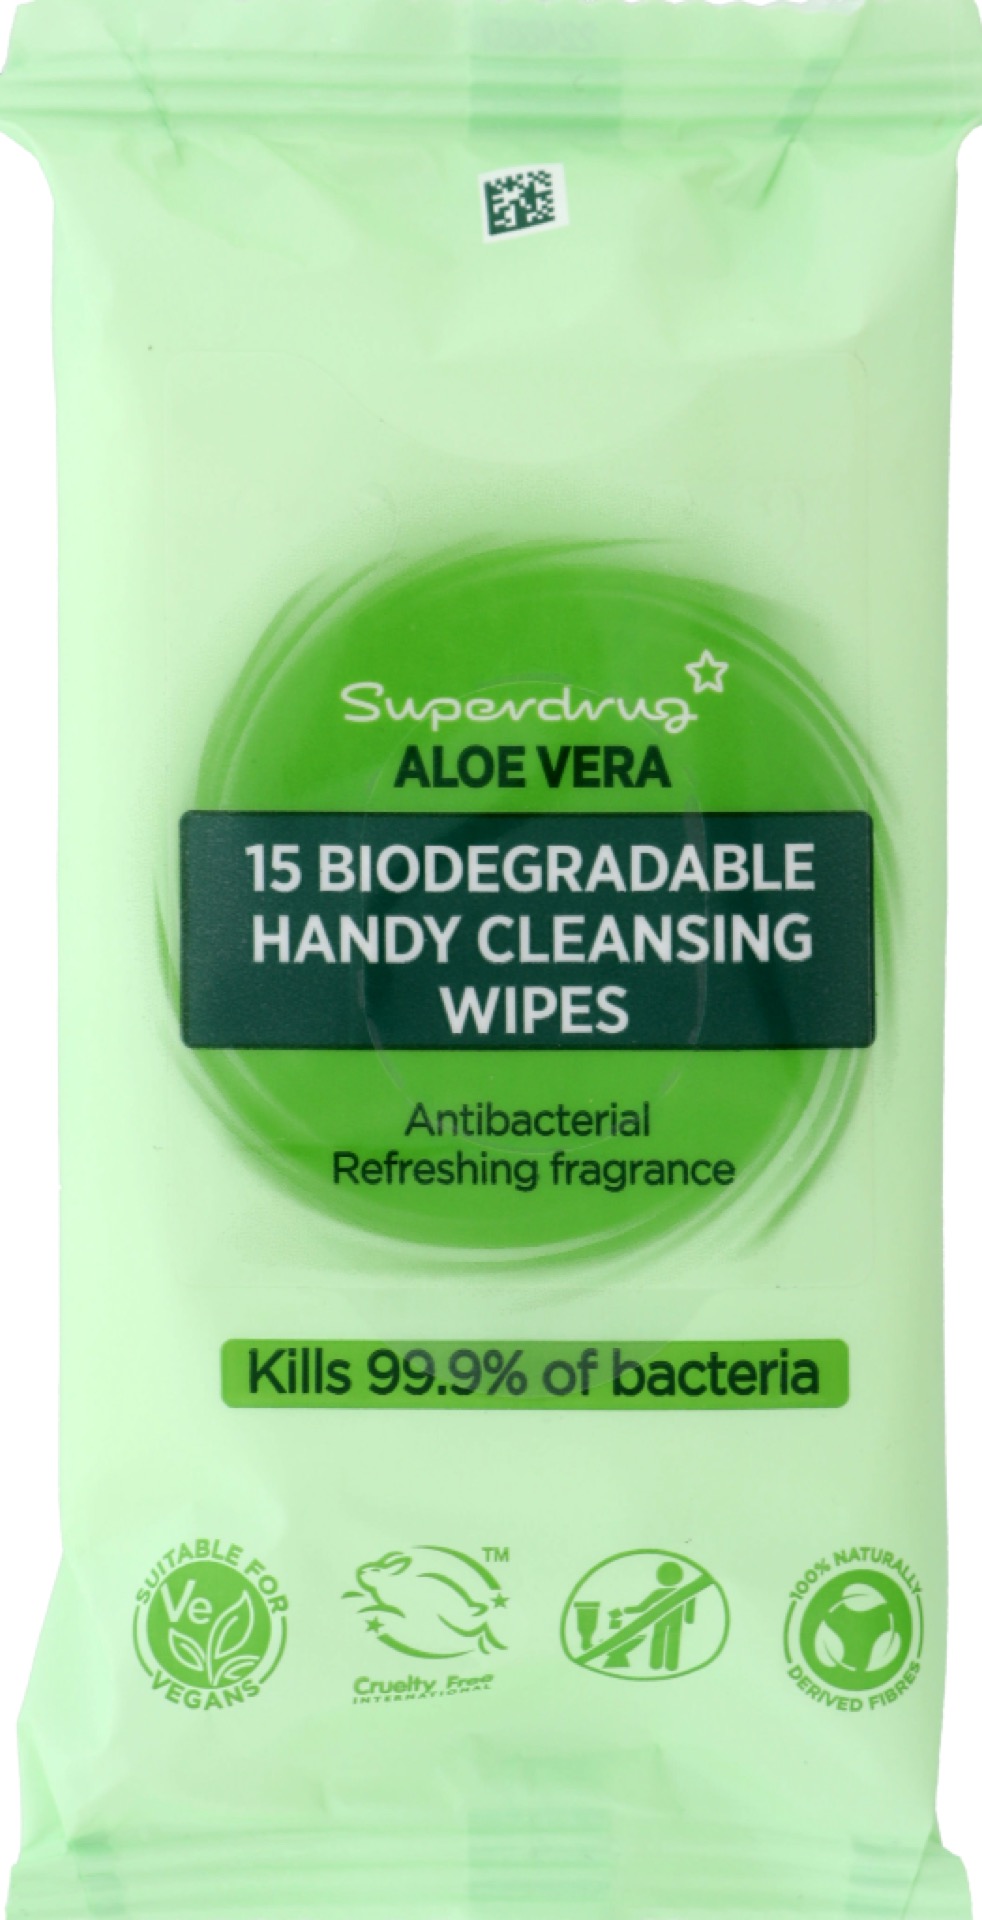 Superdrug
ALOE VERA
15 BIODEGRADABLE
HANDY CLEANSING
WIPES
Antibacterial
Refreshing fragrance
Kills 99.9% of bacteria
SUITABLE FOR
Ve
VEGANS
TM
Cruelty Free
INTERNATIONAL
100% NATURALLY
DERIVED FIBRES